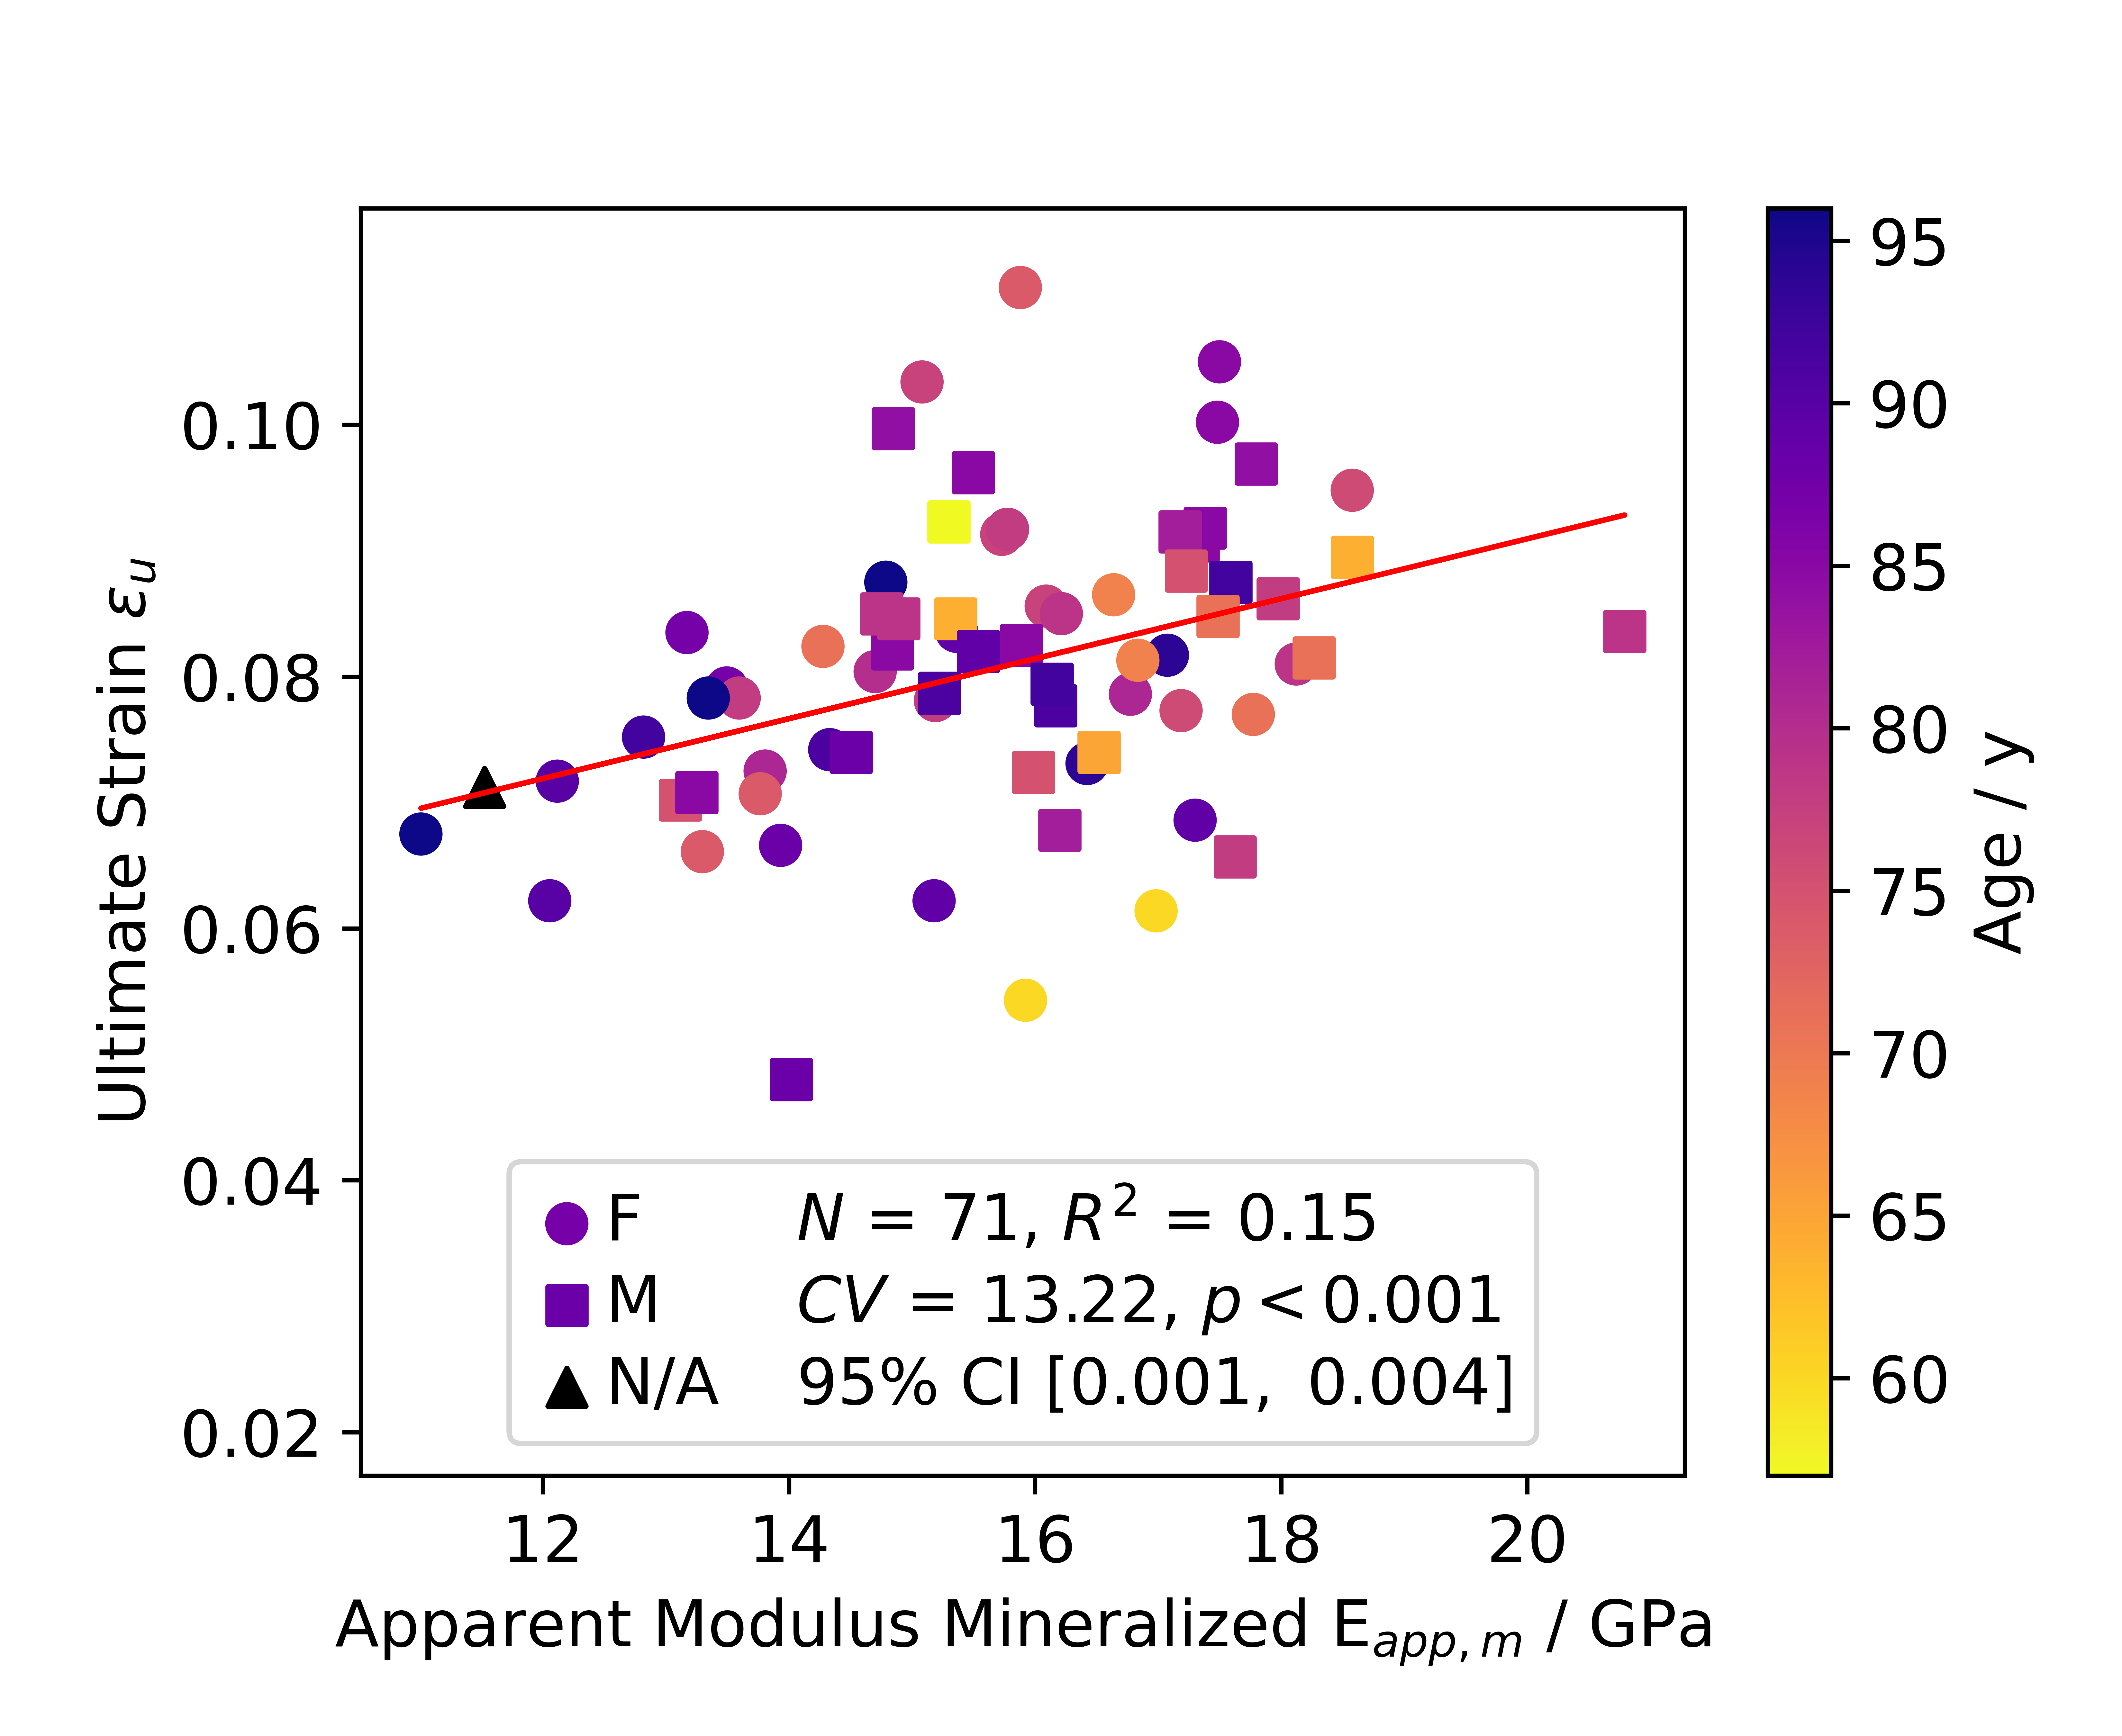 Ultimate Strain εu
0.10
0.08
0.06
0.04
0.02
12 14 16 18 20
Apparent Modulus Mineralized Eapp,m / GPa
F N = 71, R² = 0.15
M CV = 13.22, p < 0.001
N/A 95% CI [0.001, 0.004]
95
90
85
80
75
70
65
60
Age / y